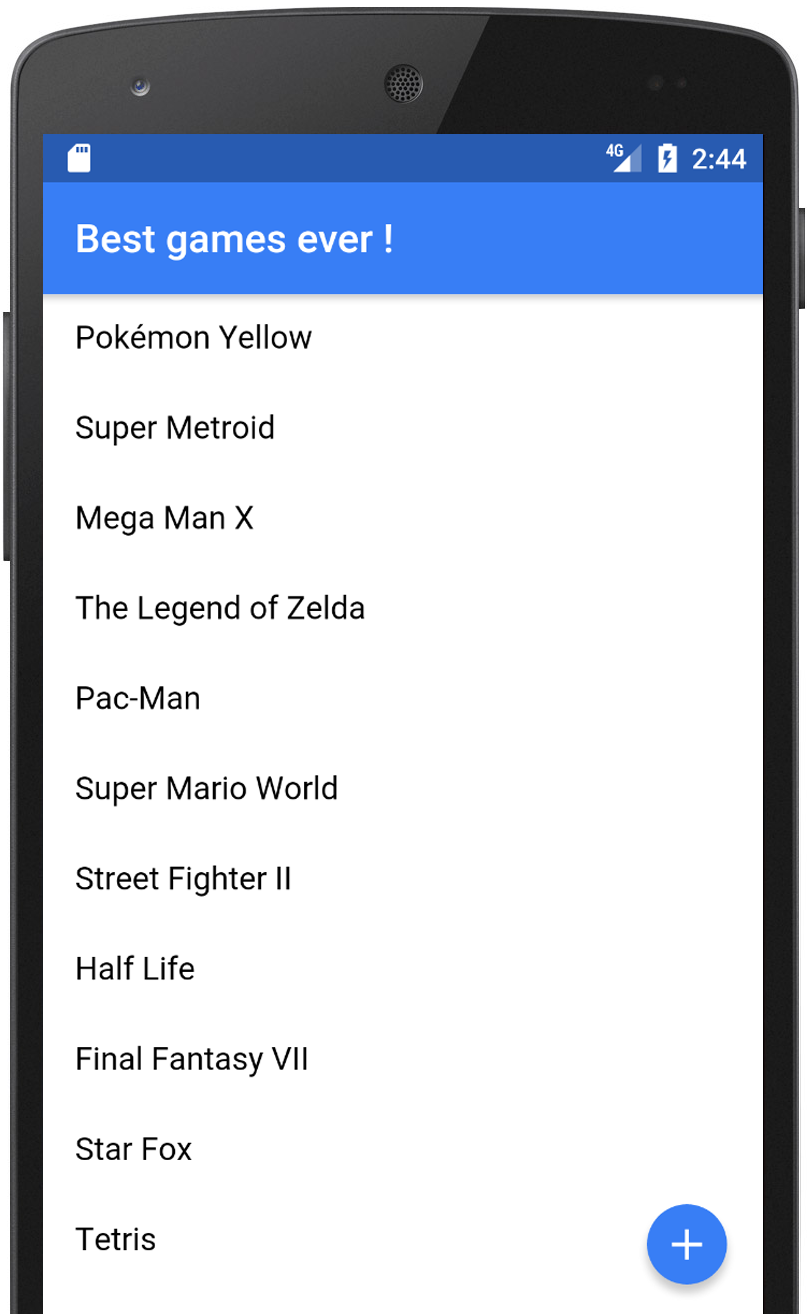 4G 2:44
Best games ever !
Pokémon Yellow
Super Metroid
Mega Man X
The Legend of Zelda
Pac-Man
Super Mario World
Street Fighter II
Half Life
Final Fantasy VII
Star Fox
Tetris